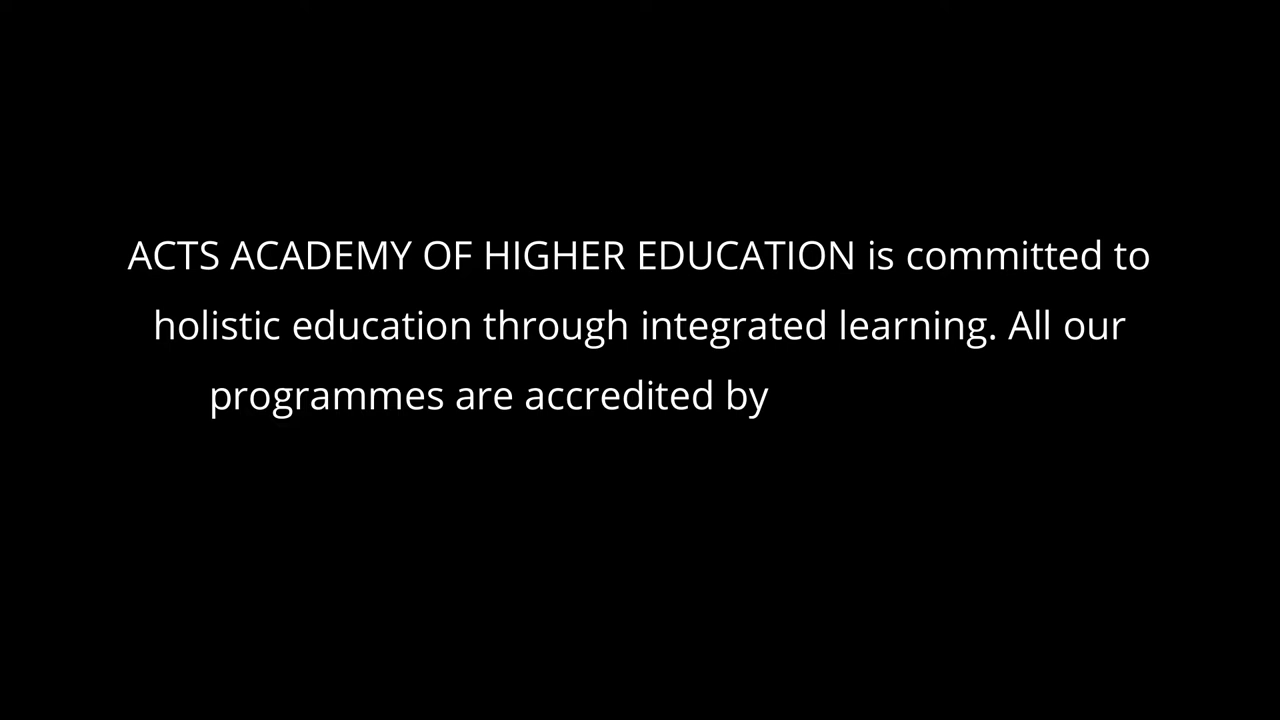 ACTS ACADEMY OF HIGHER EDUCATION is committed to
holistic education through integrated learning. All our
programmes are accredited by